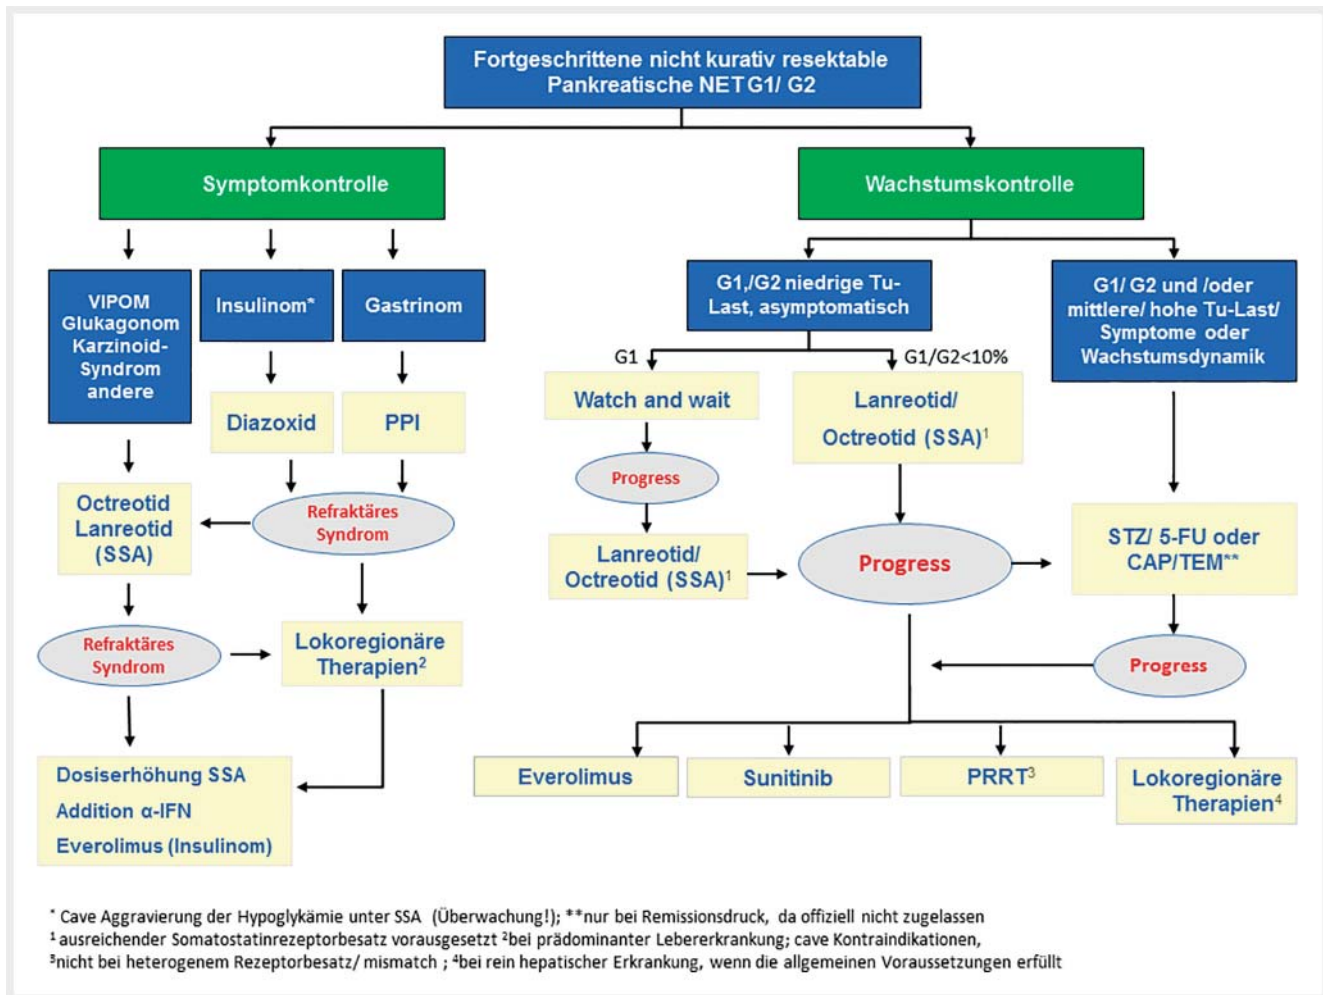 Fortgeschrittene nicht kurativ resektable
Pankreatische NET G1/ G2
Symptomkontrolle
Wachstumskontrolle
VIPOM
Glukagonom
Karzinoid-
Syndrom
andere
Insulinom*
Gastrinom
G1,/G2 niedrige Tu-
Last, asymptomatisch
G1/ G2 und /oder
mittlere/ hohe Tu-Last/
Symptome oder
Wachstumsdynamik
G1
G1/G2<10%
Diazoxid
PPI
Watch and wait
Lanreotid/
Octreotid (SSA)¹
Progress
Octreotid
Lanreotid
(SSA)
Refraktäres
Syndrom
Lanreotid/
Octreotid (SSA)¹
Progress
STZ/ 5-FU oder
CAP/TEM**
Refraktäres
Syndrom
Lokoregionäre
Therapien²
Progress
Dosiserhöhung SSA
Addition α-IFN
Everolimus (Insulinom)
Everolimus
Sunitinib
PRRT³
Lokoregionäre
Therapien⁴
* Cave Aggravierung der Hypoglykämie unter SSA (Überwachung!); **nur bei Remissionsdruck, da offiziell nicht zugelassen
¹ ausreichender Somatostatinrezeptorbesatz vorausgesetzt ²bei prädominanter Lebererkrankung; cave Kontraindikationen,
³nicht bei heterogenem Rezeptorbesatz/ mismatch ; ⁴bei rein hepatischer Erkrankung, wenn die allgemeinen Voraussetzungen erfüllt